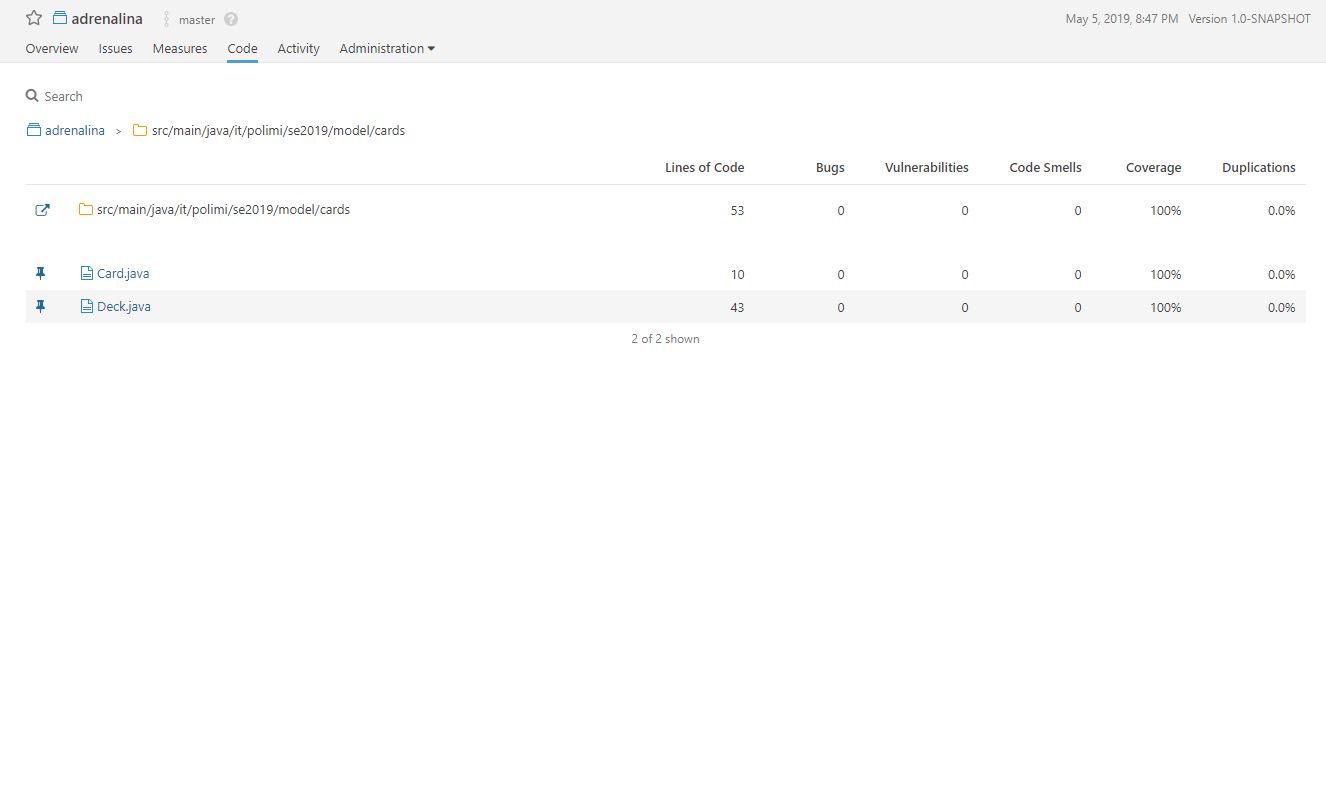 adrenalina master ? May 5, 2019, 8:47 PM Version 1.0-SNAPSHOT
Overview Issues Measures Code Activity Administration
Search
adrenalina > src/main/java/it/polimi/se2019/model/cards
Lines of Code Bugs Vulnerabilities Code Smells Coverage Duplications
src/main/java/it/polimi/se2019/model/cards 53 0 0 0 100% 0.0%
Card.java 10 0 0 0 100% 0.0%
Deck.java 43 0 0 0 100% 0.0%
2 of 2 shown